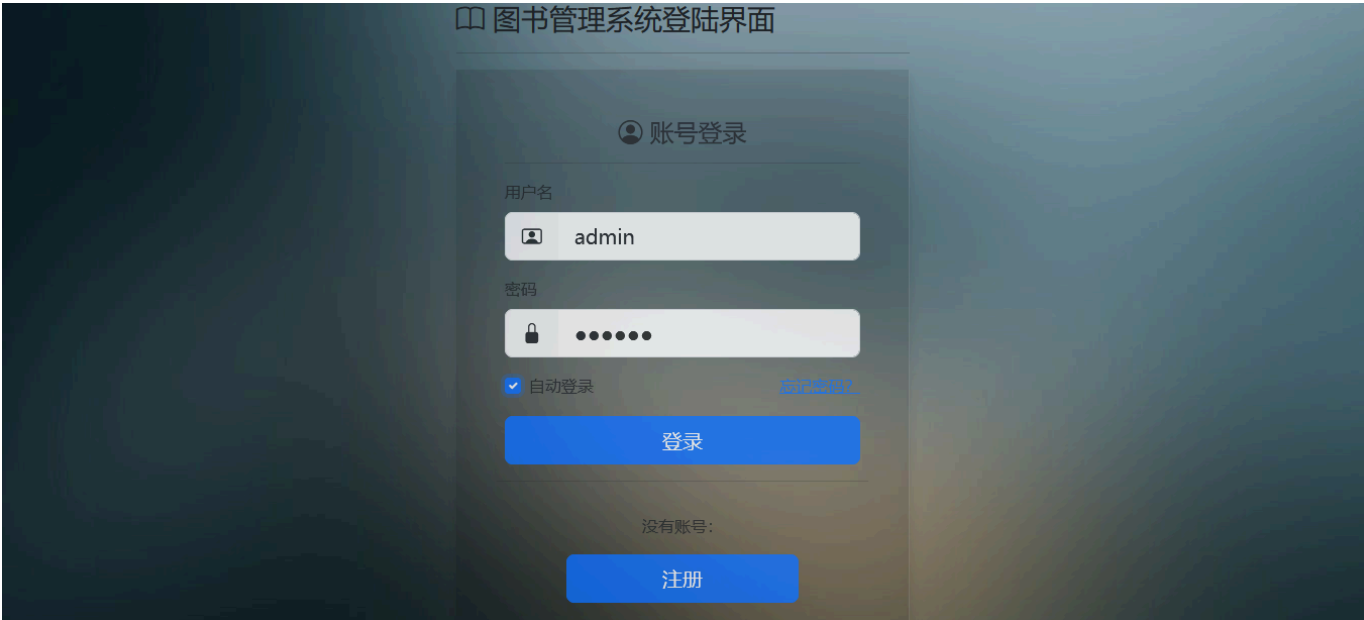 图书管理系统登陆界面
账号登录
用户名
admin
密码
●●●●●●
自动登录 忘记密码?
登录
没有账号:
注册